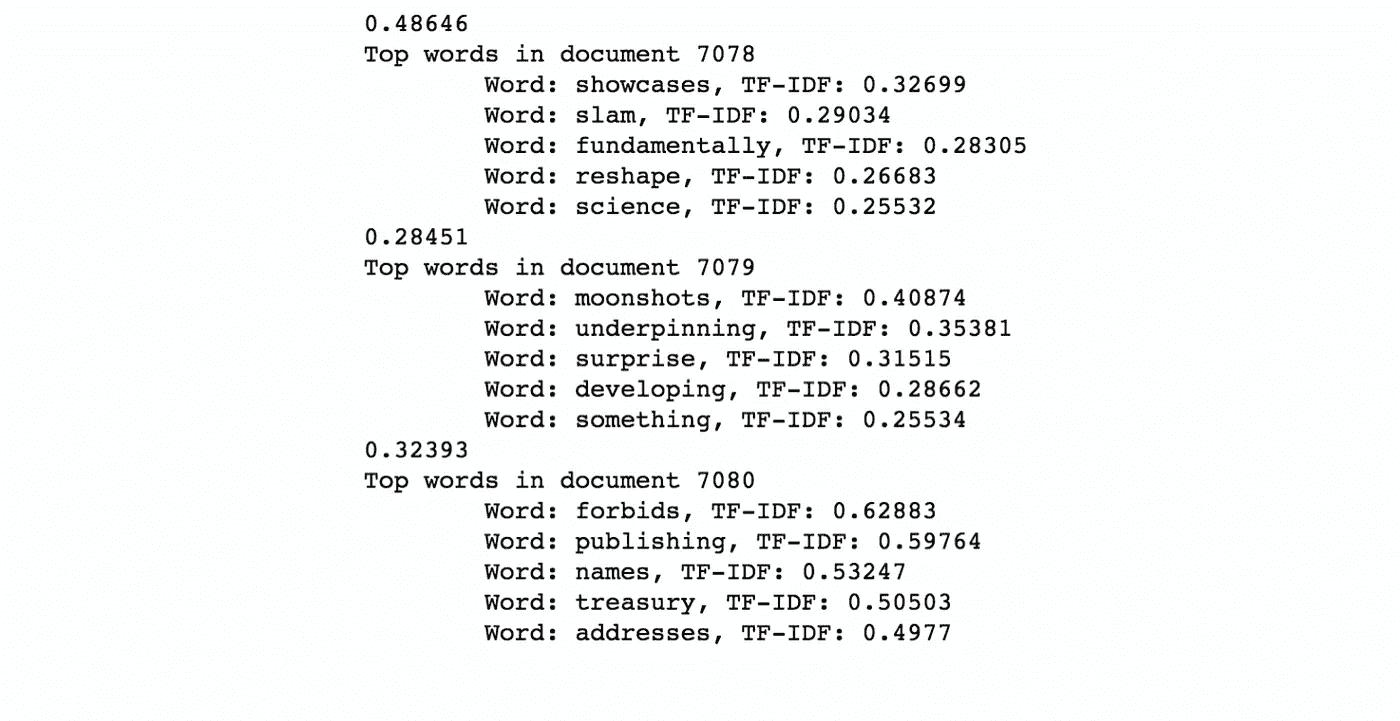 0.48646
Top words in document 7078
Word: showcases, TF-IDF: 0.32699
Word: slam, TF-IDF: 0.29034
Word: fundamentally, TF-IDF: 0.28305
Word: reshape, TF-IDF: 0.26683
Word: science, TF-IDF: 0.25532
0.28451
Top words in document 7079
Word: moonshots, TF-IDF: 0.40874
Word: underpinning, TF-IDF: 0.35381
Word: surprise, TF-IDF: 0.31515
Word: developing, TF-IDF: 0.28662
Word: something, TF-IDF: 0.25534
0.32393
Top words in document 7080
Word: forbids, TF-IDF: 0.62883
Word: publishing, TF-IDF: 0.59764
Word: names, TF-IDF: 0.53247
Word: treasury, TF-IDF: 0.50503
Word: addresses, TF-IDF: 0.4977